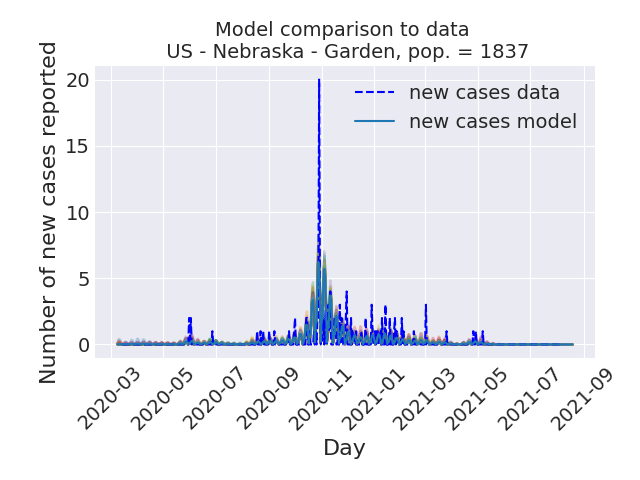 Model comparison to data
US - Nebraska - Garden, pop. = 1837
Number of new cases reported
20
15
10
5
0
new cases data
new cases model
2020-03
2020-05
2020-07
2020-09
2020-11
2021-01
2021-03
2021-05
2021-07
2021-09
Day